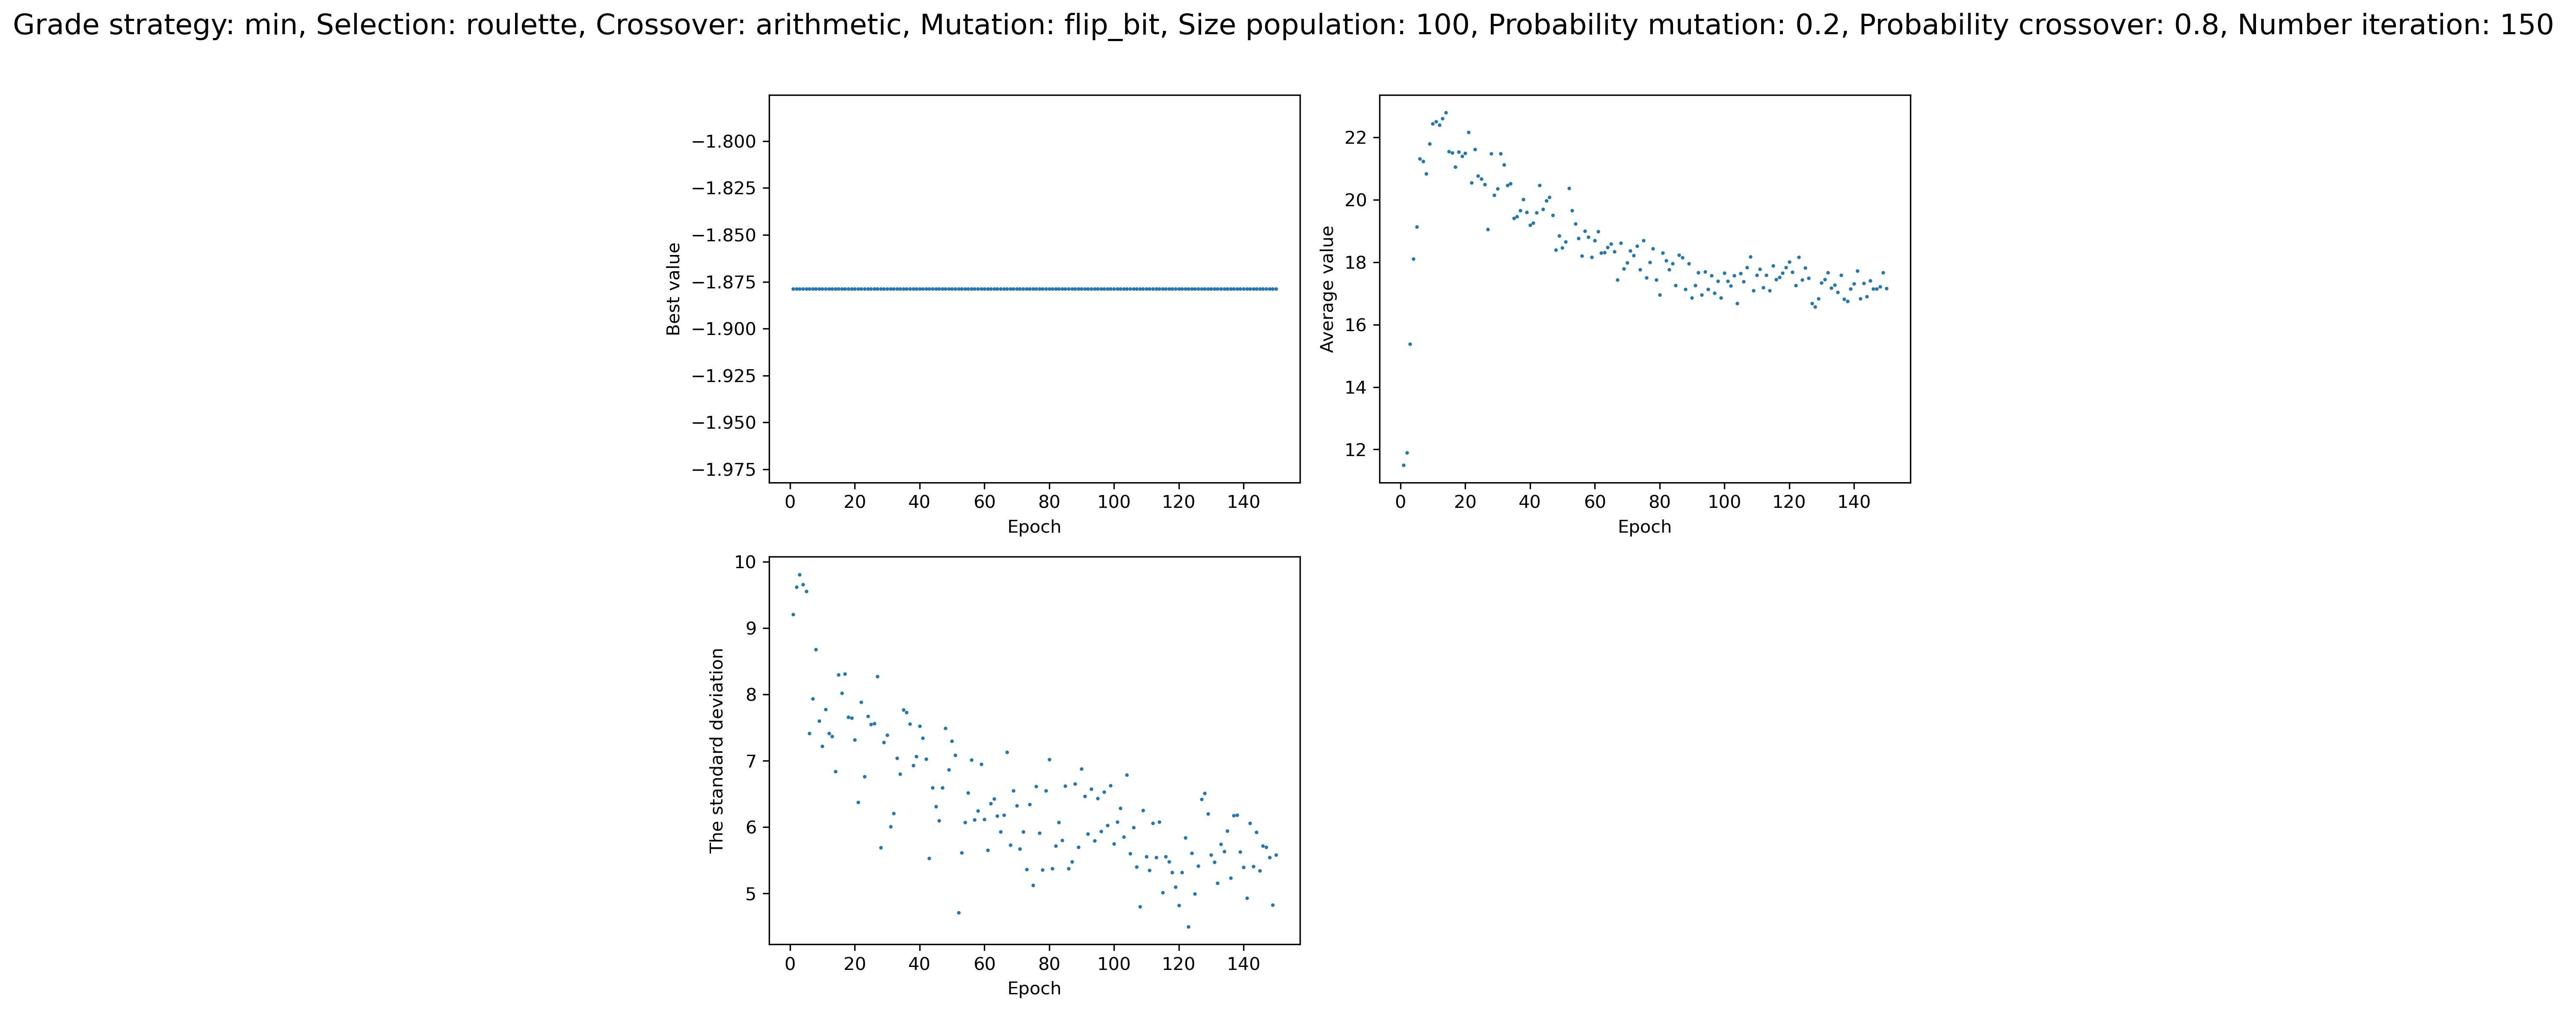 Grade strategy: min, Selection: roulette, Crossover: arithmetic, Mutation: flip_bit, Size population: 100, Probability mutation: 0.2, Probability crossover: 0.8, Number iteration: 150
Best value
−1.800
−1.825
−1.850
−1.875
−1.900
−1.925
−1.950
−1.975
0 20 40 60 80 100 120 140
Epoch
Average value
22
20
18
16
14
12
0 20 40 60 80 100 120 140
Epoch
The standard deviation
10
9
8
7
6
5
0 20 40 60 80 100 120 140
Epoch